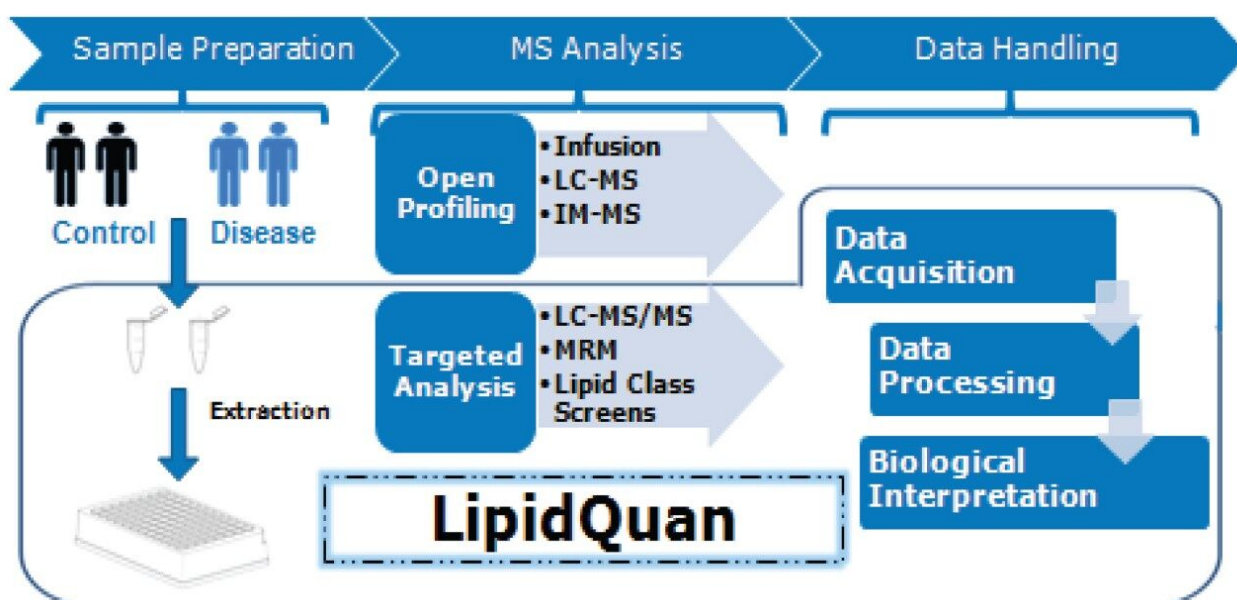 Sample Preparation
MS Analysis
Data Handling
Control
Disease
Extraction
Open
Profiling
•Infusion
•LC-MS
•IM-MS
Targeted
Analysis
•LC-MS/MS
•MRM
•Lipid Class
Screens
Data
Acquisition
Data
Processing
Biological
Interpretation
LipidQuan